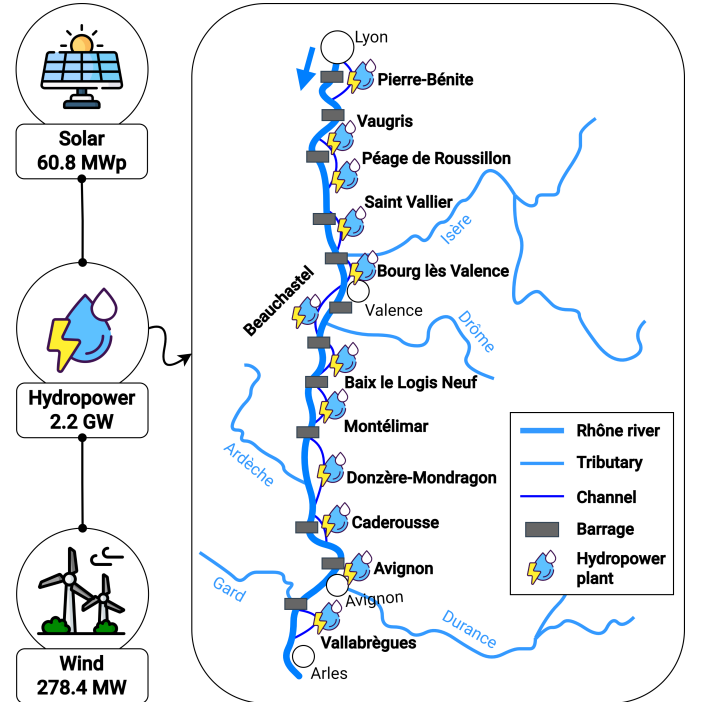 Solar
60.8 MWp
Hydropower
2.2 GW
Wind
278.4 MW
Lyon
Pierre-Bénite
Vaugris
Péage de Roussillon
Saint Vallier
Isère
Bourg lès Valence
Beauchastel
Valence
Drôme
Baix le Logis Neuf
Montélimar
Ardèche
Donzère-Mondragon
Caderousse
Avignon
Gard
Avignon
Durance
Vallabrègues
Arles
Rhône river
Tributary
Channel
Barrage
Hydropower
plant